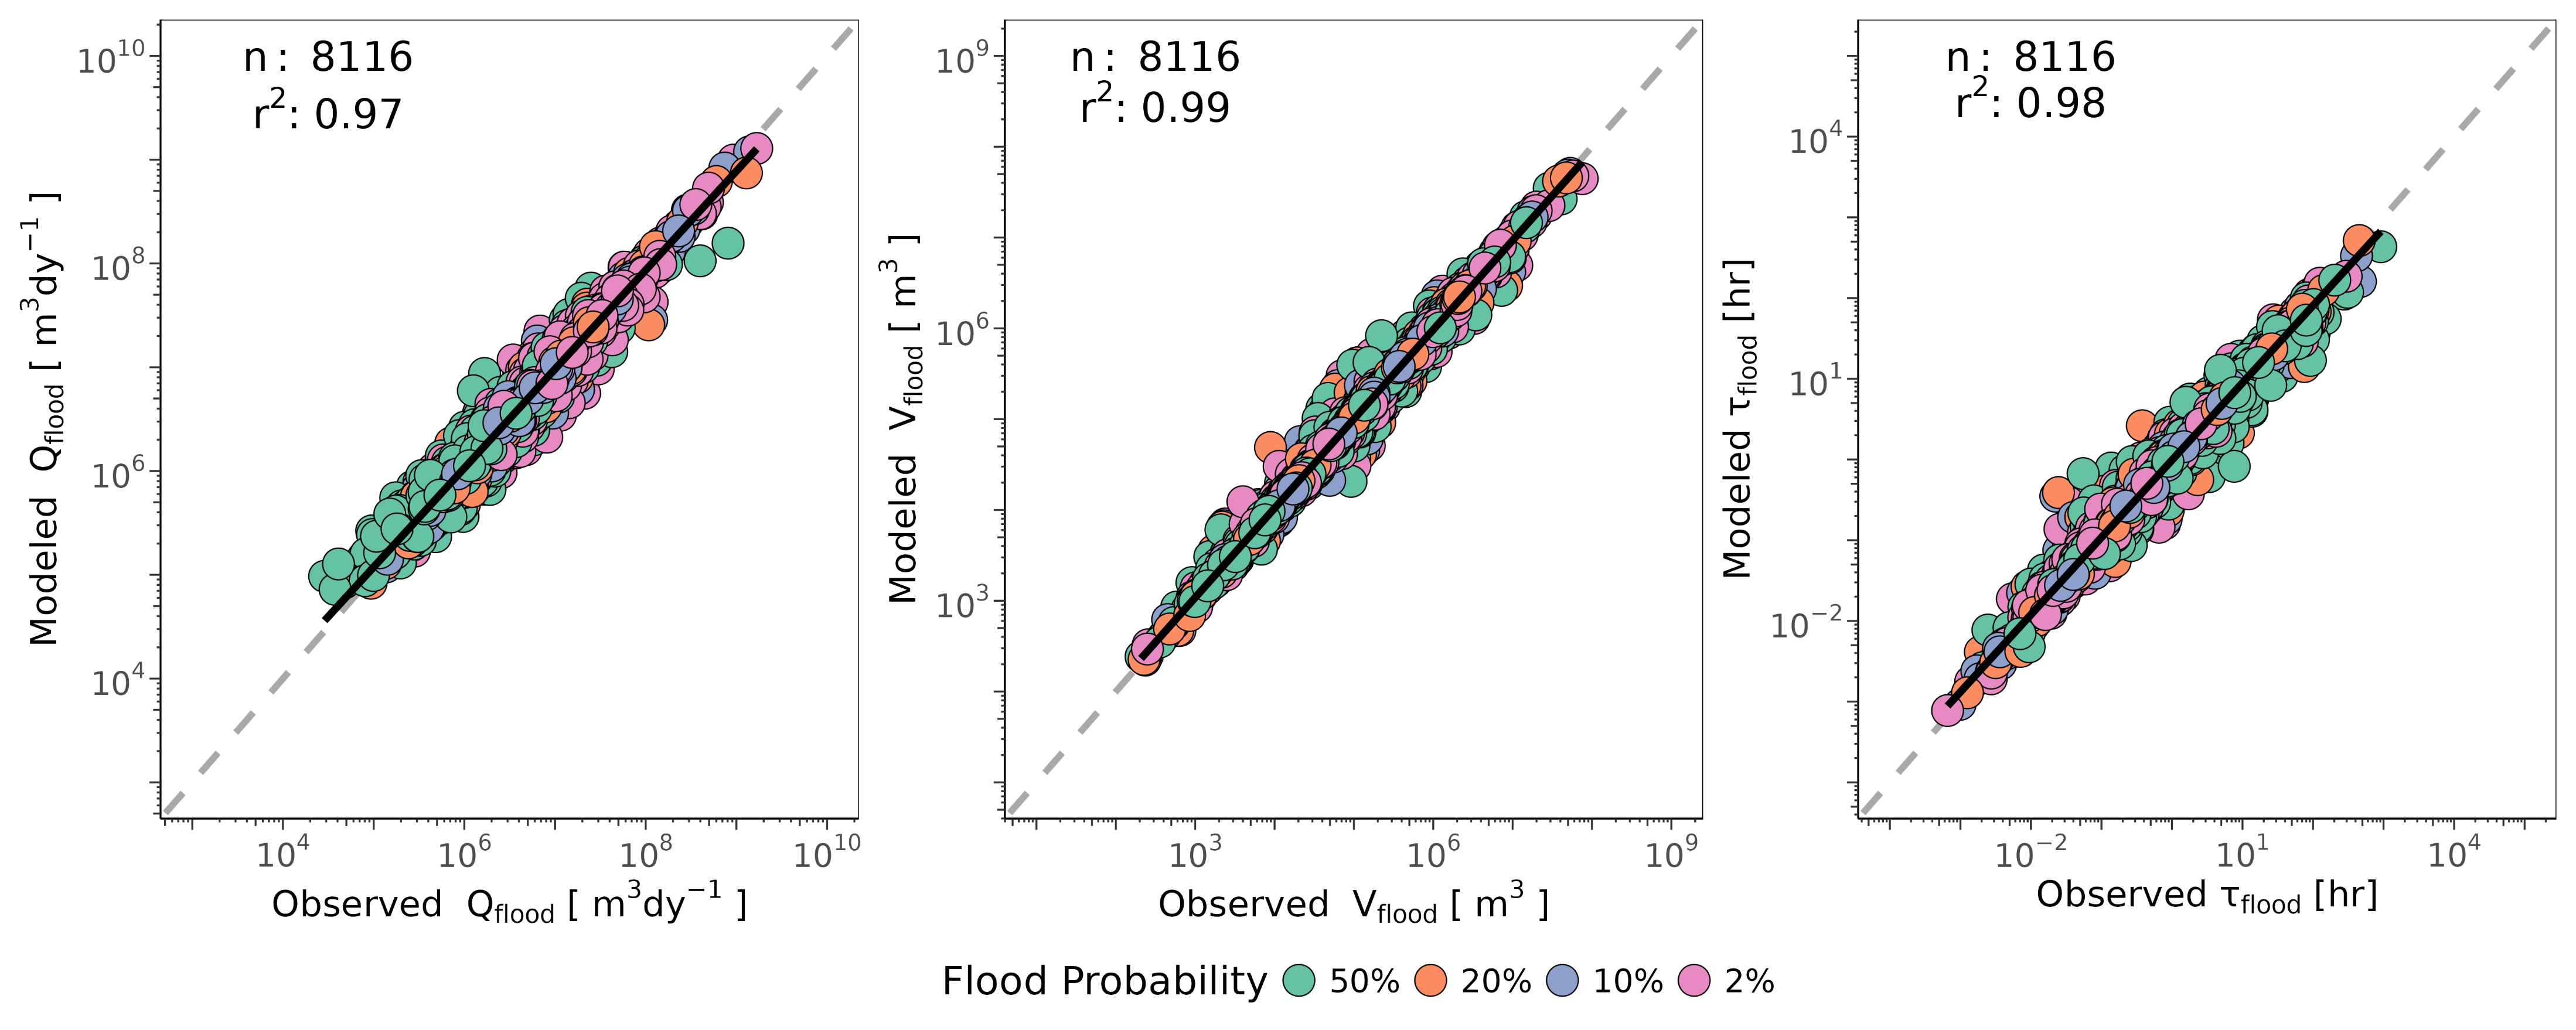 n: 8116
r²: 0.97
10¹⁰
10⁸
10⁶
10⁴
Modeled Q_flood [ m³dy⁻¹ ]
10⁴ 10⁶ 10⁸ 10¹⁰
Observed Q_flood [ m³dy⁻¹ ]
n: 8116
r²: 0.99
10⁹
10⁶
10³
Modeled V_flood [ m³ ]
10³ 10⁶ 10⁹
Observed V_flood [ m³ ]
n: 8116
r²: 0.98
10⁴
10¹
10⁻²
Modeled τ_flood [hr]
10⁻² 10¹ 10⁴
Observed τ_flood [hr]
Flood Probability 50% 20% 10% 2%